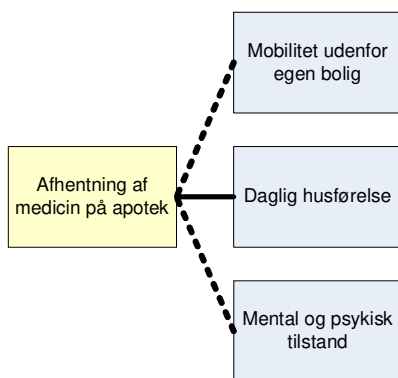 Mobilitet udenfor
egen bolig
Afhentning af
medicin på apotek
Daglig husførelse
Mental og psykisk
tilstand